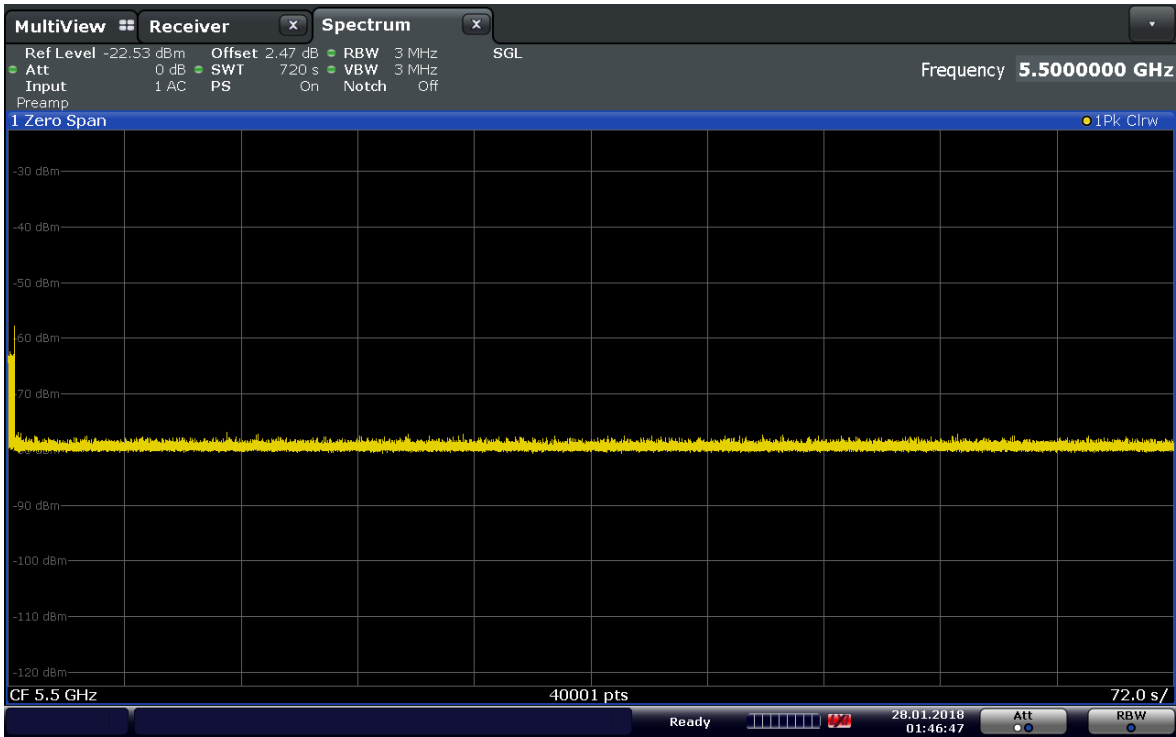 MultiView Receiver X Spectrum X
Ref Level -22.53 dBm Offset 2.47 dB RBW 3 MHz SGL
Att 0 dB SWT 720 s VBW 3 MHz Frequency 5.5000000 GHz
Input 1 AC PS On Notch Off
Preamp
1 Zero Span 1Pk Clrw
-30 dBm
-40 dBm
-50 dBm
-60 dBm
-70 dBm
-90 dBm
-100 dBm
-110 dBm
-120 dBm
CF 5.5 GHz 40001 pts 72.0 s/
Ready 28.01.2018 Att RBW
01:46:47